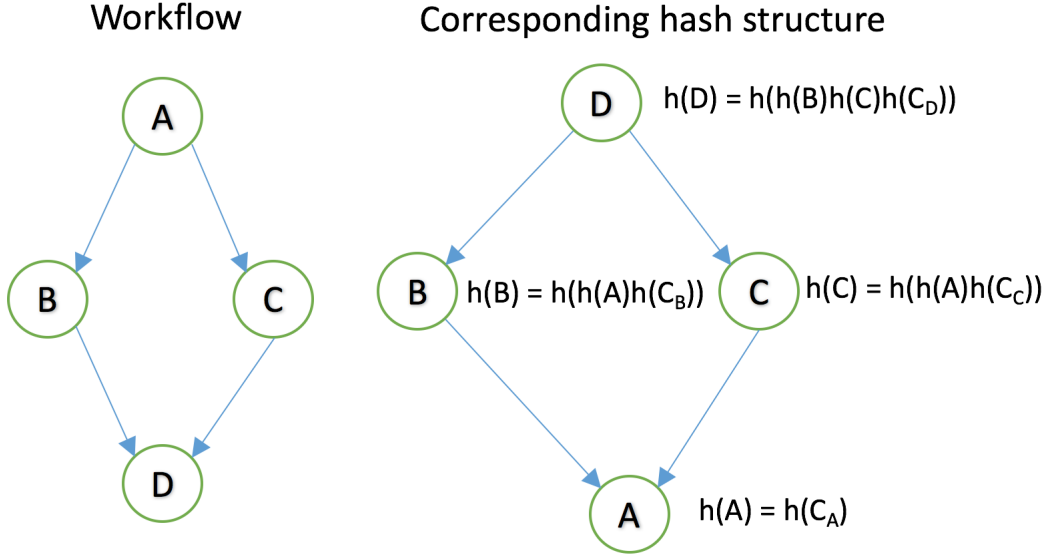 Workflow
A
B
C
D
Corresponding hash structure
D
h(D) = h(h(B)h(C)h(C_D))
B
h(B) = h(h(A)h(C_B))
C
h(C) = h(h(A)h(C_C))
A
h(A) = h(C_A)